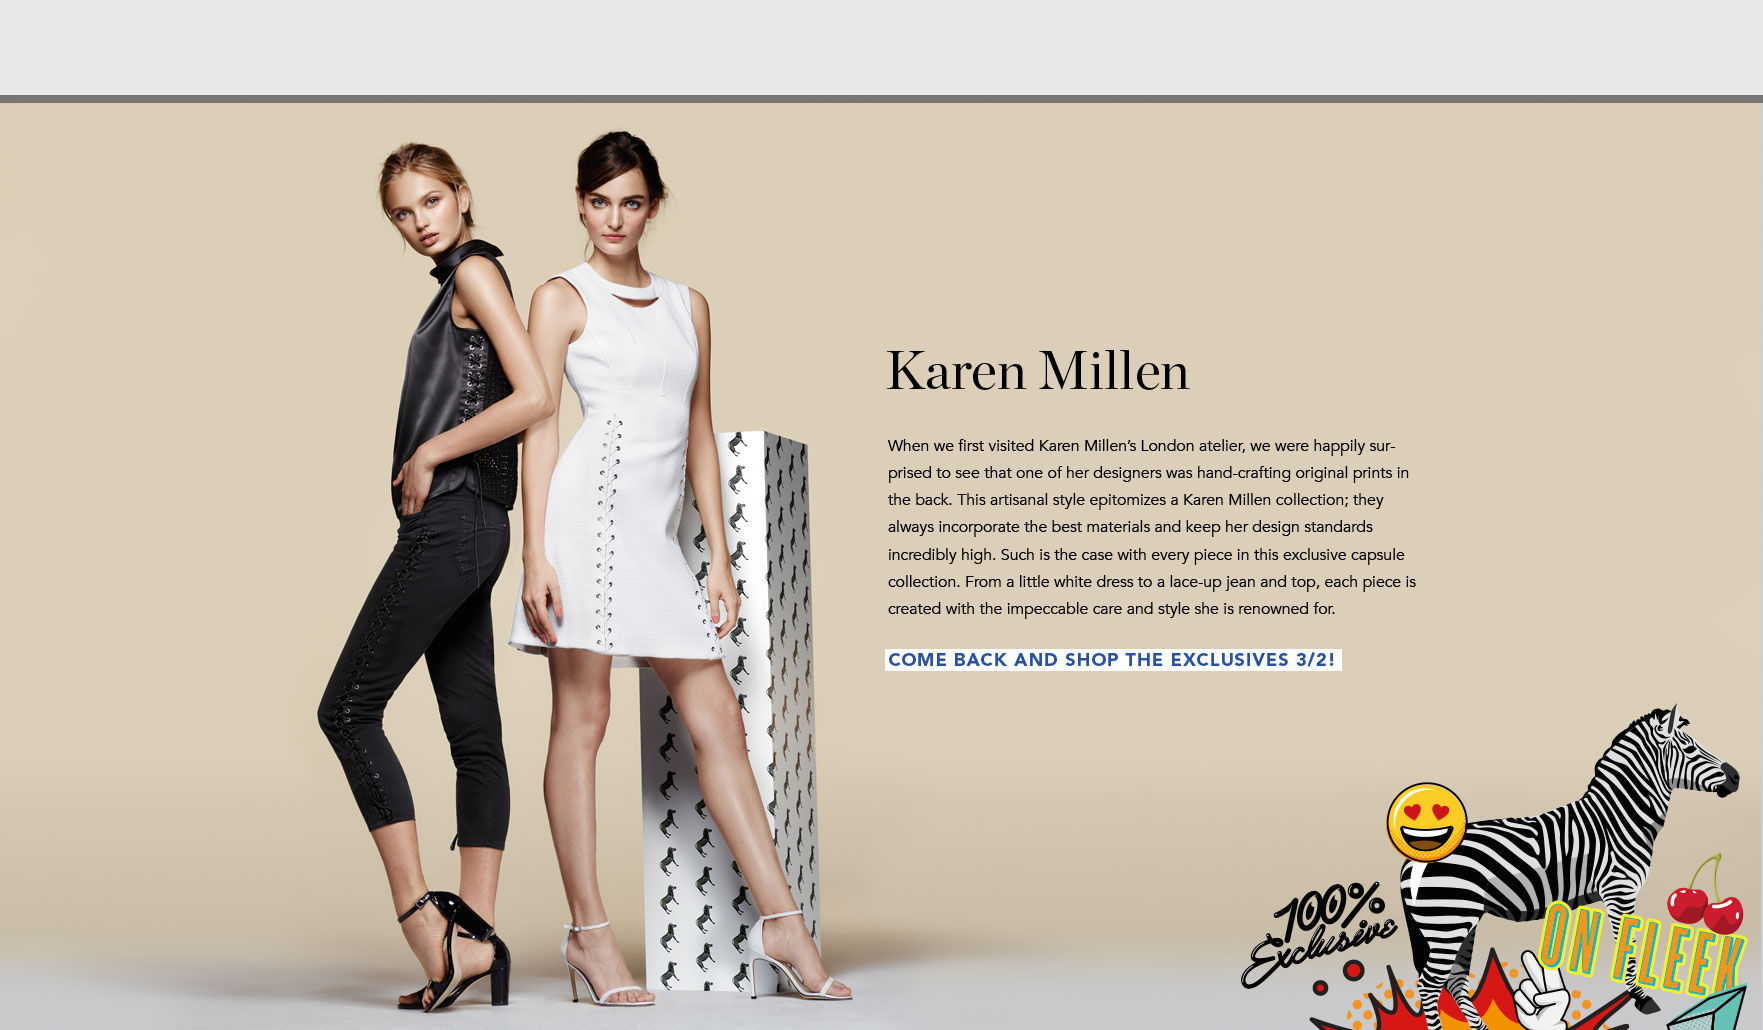 Karen Millen
When we first visited Karen Millen’s London atelier, we were happily sur-
prised to see that one of her designers was hand-crafting original prints in
the back. This artisanal style epitomizes a Karen Millen collection; they
always incorporate the best materials and keep her design standards
incredibly high. Such is the case with every piece in this exclusive capsule
collection. From a little white dress to a lace-up jean and top, each piece is
created with the impeccable care and style she is renowned for.
COME BACK AND SHOP THE EXCLUSIVES 3/2!
100%
Exclusive
ON FLEEK